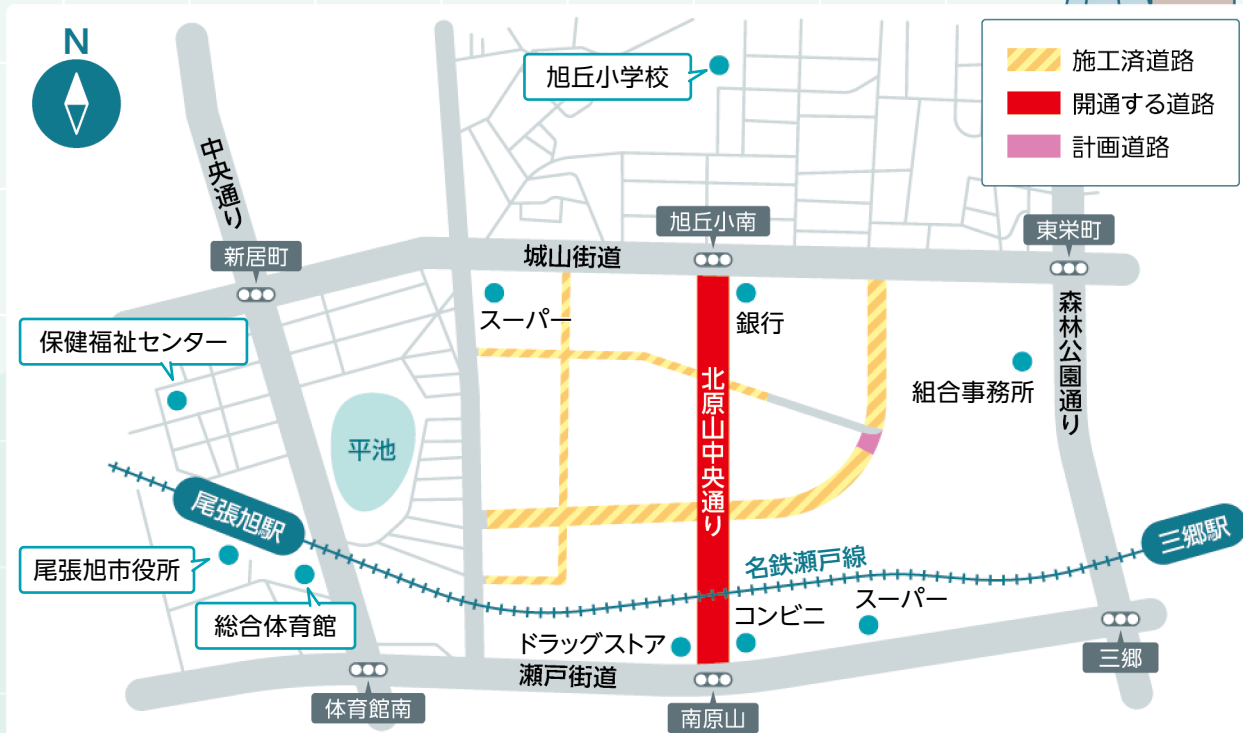 N
旭丘小学校
施工済道路
開通する道路
計画道路
中央通り
新居町
城山街道
旭丘小南
東栄町
保健福祉センター
スーパー
銀行
組合事務所
森林公園通り
北原山中央通り
平池
尾張旭駅
三郷駅
尾張旭市役所
総合体育館
名鉄瀬戸線
コンビニ
スーパー
ドラッグストア
瀬戸街道
三郷
体育館南
南原山